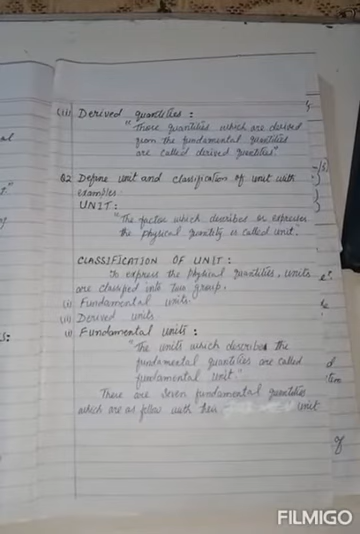 (ii) Derived quantities :
"Those quantities which are derived
from the fundamental quantities
are called derived quantities"
Q2 Define unit and classification of unit with
examples.
UNIT:
"The factor which described or expresses
the physical quantity is called unit."
CLASSIFICATION OF UNIT:
To express the physical quantities, units
are classified into two group.
(i) Fundamental units.
(ii) Derived units
(i) Fundamental units :
"The units which described the
fundamental quantities are called
fundamental unit."
There are seven fundamental quantities
which are as follow with their unit
FILMIGO